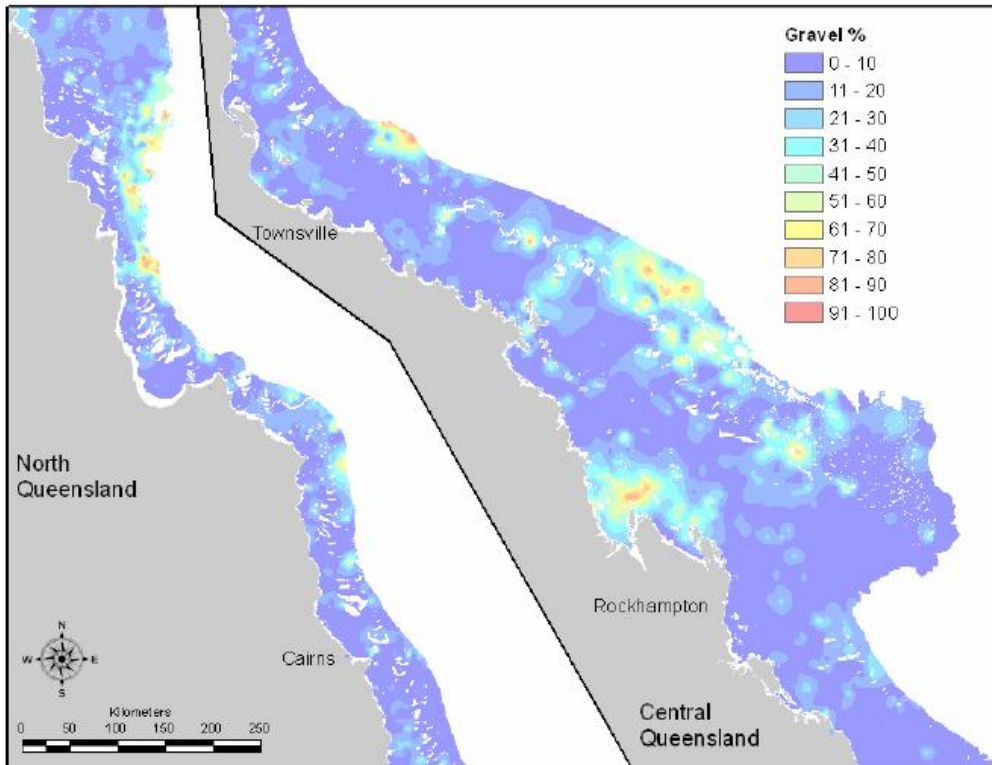 Gravel %
0 - 10
11 - 20
21 - 30
31 - 40
41 - 50
51 - 60
61 - 70
71 - 80
81 - 90
91 - 100
Townsville
North
Queensland
Rockhampton
Cairns
N
W E
S
Kilometers
0 50 100 150 200 250
Central
Queensland